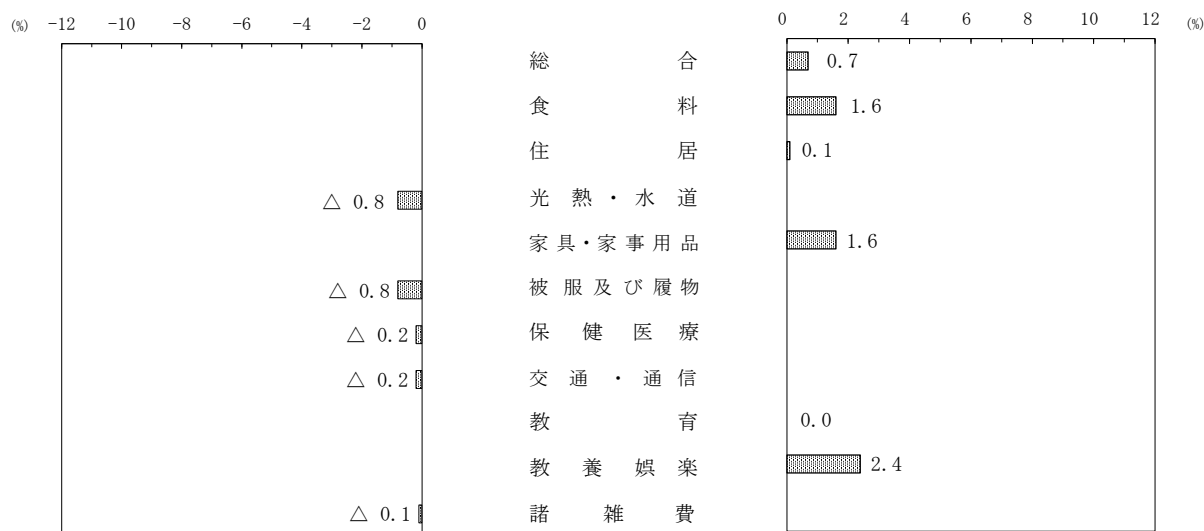 (%) -12 -10 -8 -6 -4 -2 0 0 2 4 6 8 10 12 (%)
総合 0.7
食料 1.6
住居 0.1
△ 0.8 光熱・水道
家具・家事用品 1.6
△ 0.8 被服及び履物
△ 0.2 保健医療
△ 0.2 交通・通信
教育 0.0
教養娯楽 2.4
△ 0.1 諸雑費